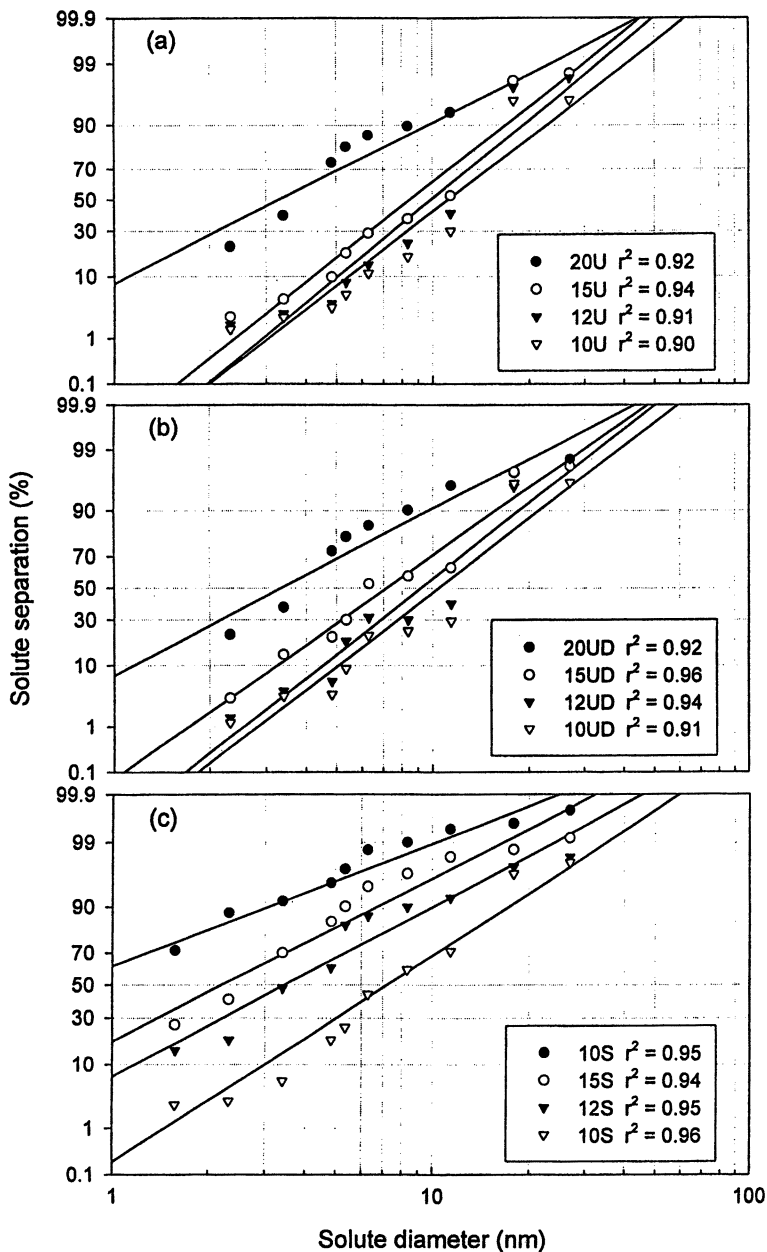 Solute separation (%)
(a)
99.9
99
90
70
50
30
10
1
0.1
20U r² = 0.92
15U r² = 0.94
12U r² = 0.91
10U r² = 0.90
(b)
99.9
99
90
70
50
30
10
1
0.1
20UD r² = 0.92
15UD r² = 0.96
12UD r² = 0.94
10UD r² = 0.91
(c)
99.9
99
90
70
50
30
10
1
0.1
10S r² = 0.95
15S r² = 0.94
12S r² = 0.95
10S r² = 0.96
1 10 100
Solute diameter (nm)